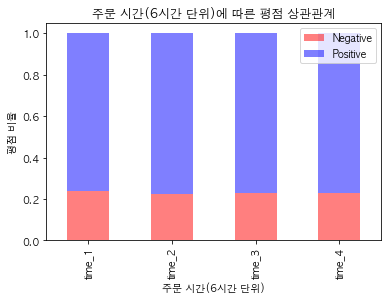 주문 시간(6시간 단위)에 따른 평점 상관관계
Negative
Positive
평점 비율
1.0
0.8
0.6
0.4
0.2
0.0
time_1
time_2
time_3
time_4
주문 시간(6시간 단위)